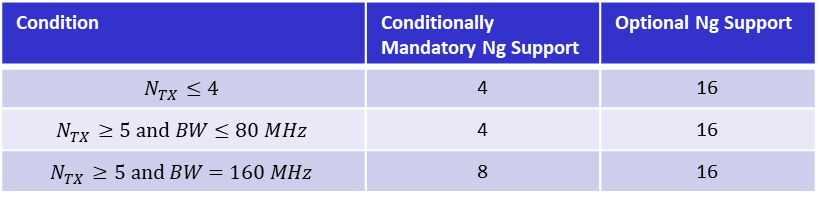 Condition
Conditionally
Mandatory Ng Support
Optional Ng Support
N_TX ≤ 4
4
16
N_TX ≥ 5 and BW ≤ 80 MHz
4
16
N_TX ≥ 5 and BW = 160 MHz
8
16